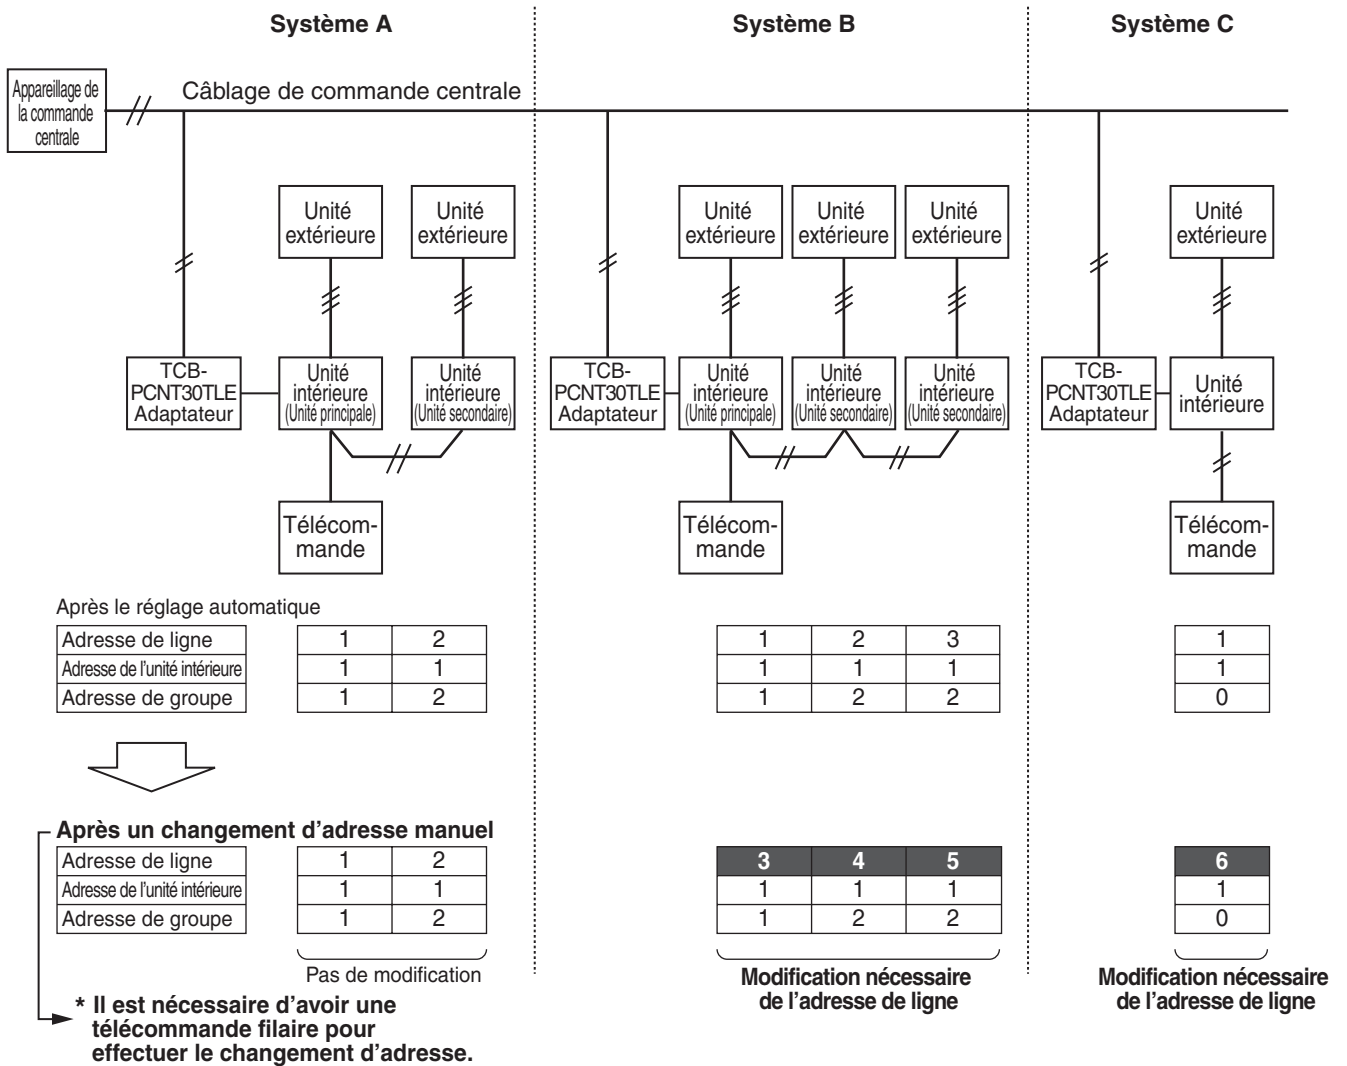 Système A
Système B
Système C
Appareillage de
la commande
centrale
Câblage de commande centrale
Unité
extérieure
Unité
extérieure
Unité
extérieure
Unité
extérieure
Unité
extérieure
Unité
extérieure
TCB-
PCNT30TLE
Adaptateur
Unité
intérieure
(Unité principale)
Unité
intérieure
(Unité secondaire)
TCB-
PCNT30TLE
Adaptateur
Unité
intérieure
(Unité principale)
Unité
intérieure
(Unité secondaire)
Unité
intérieure
(Unité secondaire)
TCB-
PCNT30TLE
Adaptateur
Unité
intérieure
Télécom-
mande
Télécom-
mande
Télécom-
mande
Après le réglage automatique
Adresse de ligne 1 2 1 2 3 1
Adresse de l'unité intérieure 1 1 1 1 1 1
Adresse de groupe 1 2 1 2 2 0
Après un changement d'adresse manuel
Adresse de ligne 1 2 3 4 5 6
Adresse de l'unité intérieure 1 1 1 1 1 1
Adresse de groupe 1 2 1 2 2 0
Pas de modification
Modification nécessaire
de l'adresse de ligne
Modification nécessaire
de l'adresse de ligne
* Il est nécessaire d'avoir une
télécommande filaire pour
effectuer le changement d'adresse.